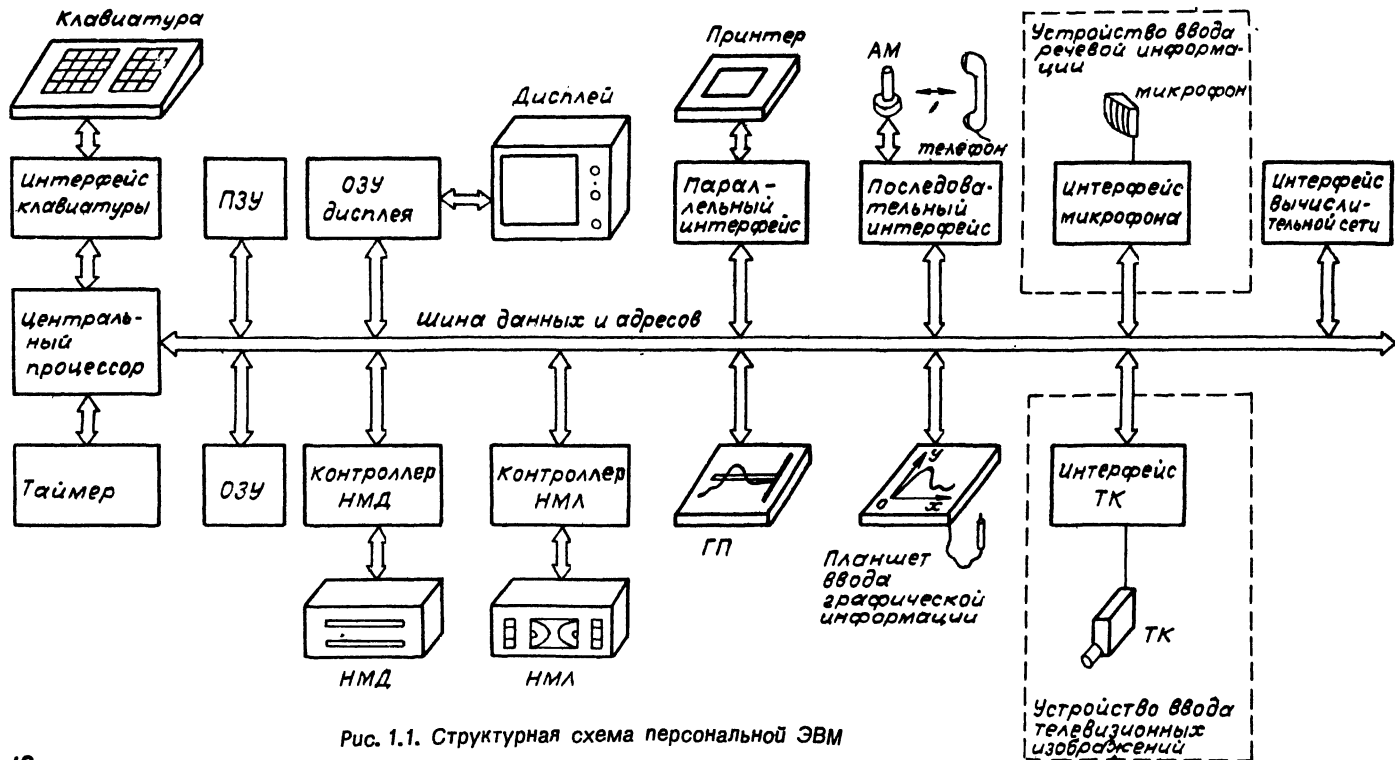 Клавиатура
Интерфейс
клавиатуры
ПЗУ
ОЗУ
дисплея
Дисплей
Принтер
Парал-
лельный
интерфейс
АМ
телефон
Последова-
тельный
интерфейс
Устройство ввода
речевой информа-
ции
микрофон
Интерфейс
микрофона
Интерфейс
вычисли-
тельной сети
Централь-
ный
процессор
Шина данных и адресов
Таймер
ОЗУ
Контроллер
НМД
НМД
Контроллер
НМЛ
НМЛ
ГП
У
О
х
Планшет
ввода
графической
информации
Интерфейс
ТК
ТК
Устройство ввода
телевизионных
изображений
Рис. 1.1. Структурная схема персональной ЭВМ